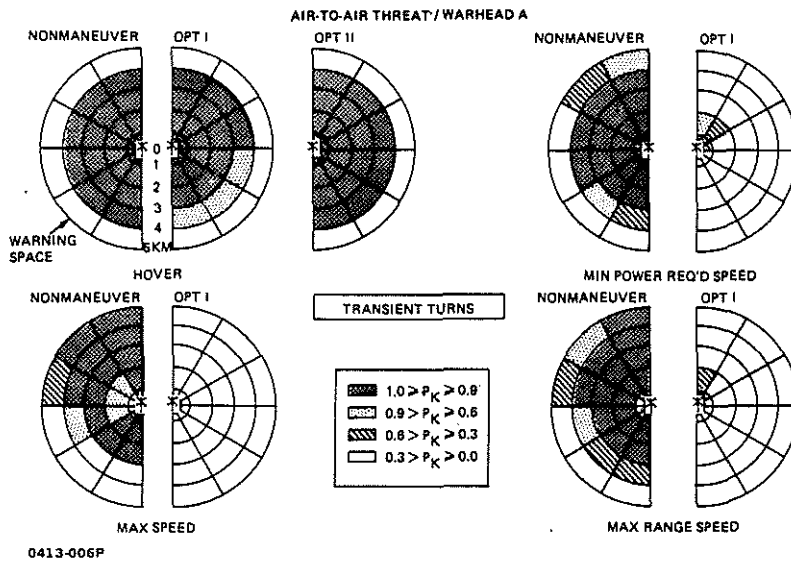 AIR-TO-AIR THREAT / WARHEAD A
NONMANEUVER OPT I OPT II NONMANEUVER OPT I
0
1
2
3
4
5KM
WARNING SPACE
HOVER
MIN POWER REQ'D SPEED
NONMANEUVER OPT I
TRANSIENT TURNS
NONMANEUVER OPT I
1.0 ≥ PK ≥ 0.9
0.9 > PK ≥ 0.6
0.6 > PK ≥ 0.3
0.3 > PK ≥ 0.0
MAX SPEED
MAX RANGE SPEED
0413-006P